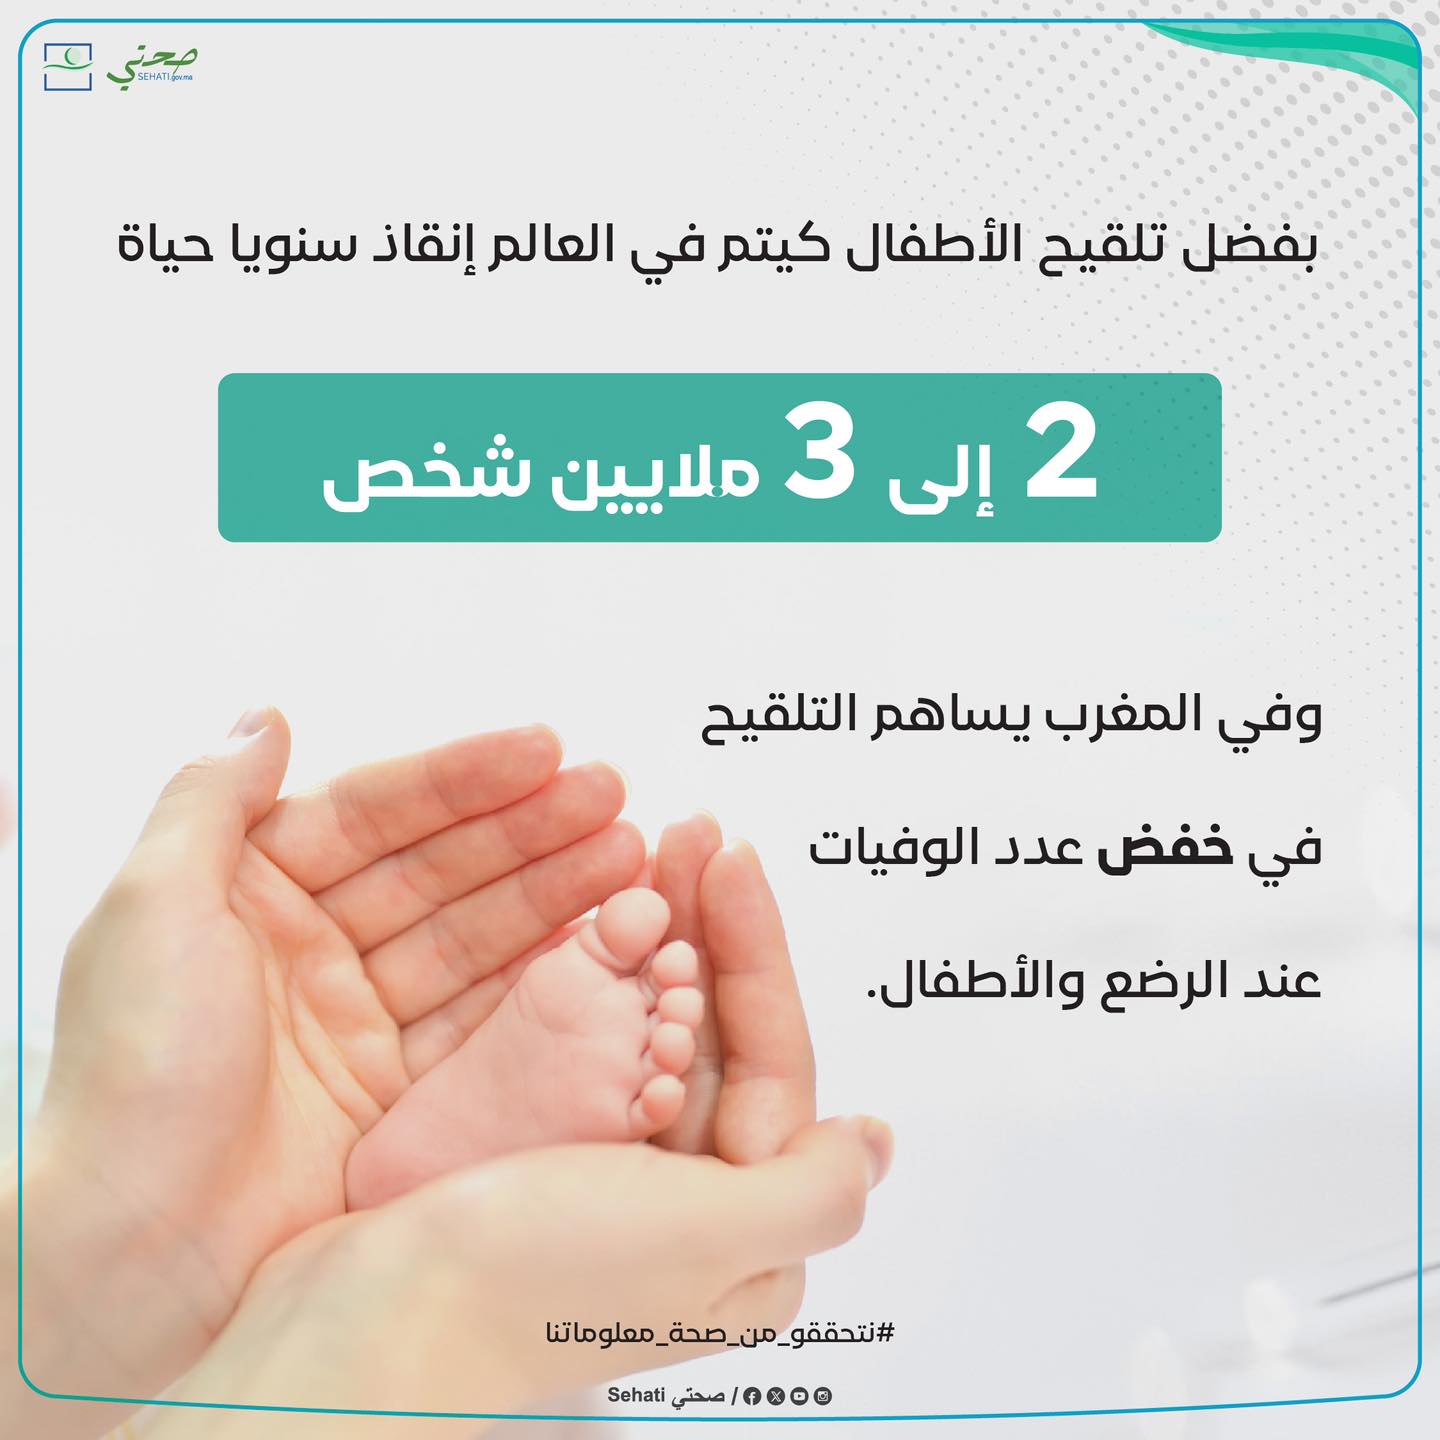 صحتي
SEHATI.gov.ma
بفضل تلقيح الأطفال كيتم في العالم إنقاذ سنويا حياة
2 إلى 3 ملايين شخص
وفي المغرب يساهم التلقيح
في خفض عدد الوفيات
عند الرضع والأطفال.
#نتحققو_من_صحة_معلوماتنا
Sehati صحتي /